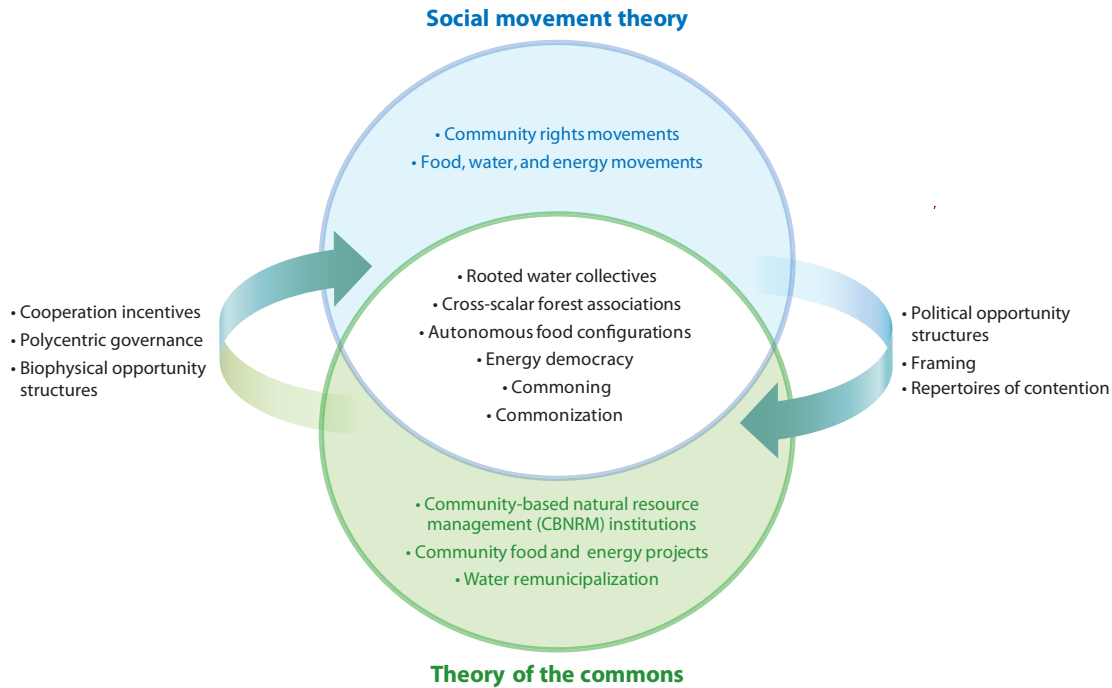 Social movement theory
• Community rights movements
• Food, water, and energy movements
• Rooted water collectives
• Cross-scalar forest associations
• Autonomous food configurations
• Energy democracy
• Commoning
• Commonization
• Cooperation incentives
• Polycentric governance
• Biophysical opportunity
structures
• Political opportunity
structures
• Framing
• Repertoires of contention
• Community-based natural resource
management (CBNRM) institutions
• Community food and energy projects
• Water remunicipalization
Theory of the commons